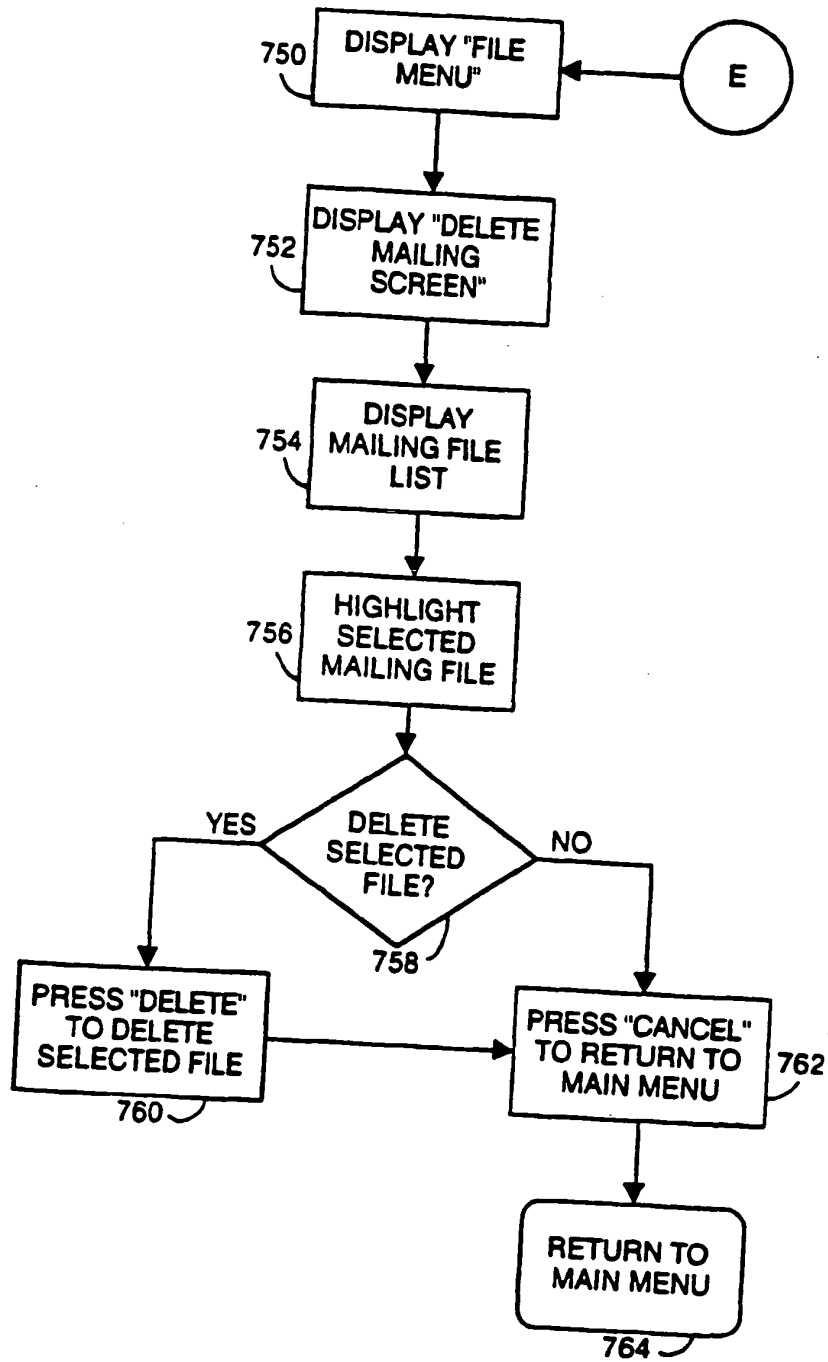 750
DISPLAY "FILE
MENU"
E
752
DISPLAY "DELETE
MAILING
SCREEN"
754
DISPLAY
MAILING FILE
LIST
756
HIGHLIGHT
SELECTED
MAILING FILE
YES
DELETE
SELECTED
FILE?
NO
758
PRESS "DELETE"
TO DELETE
SELECTED FILE
760
PRESS "CANCEL"
TO RETURN TO
MAIN MENU
762
RETURN TO
MAIN MENU
764